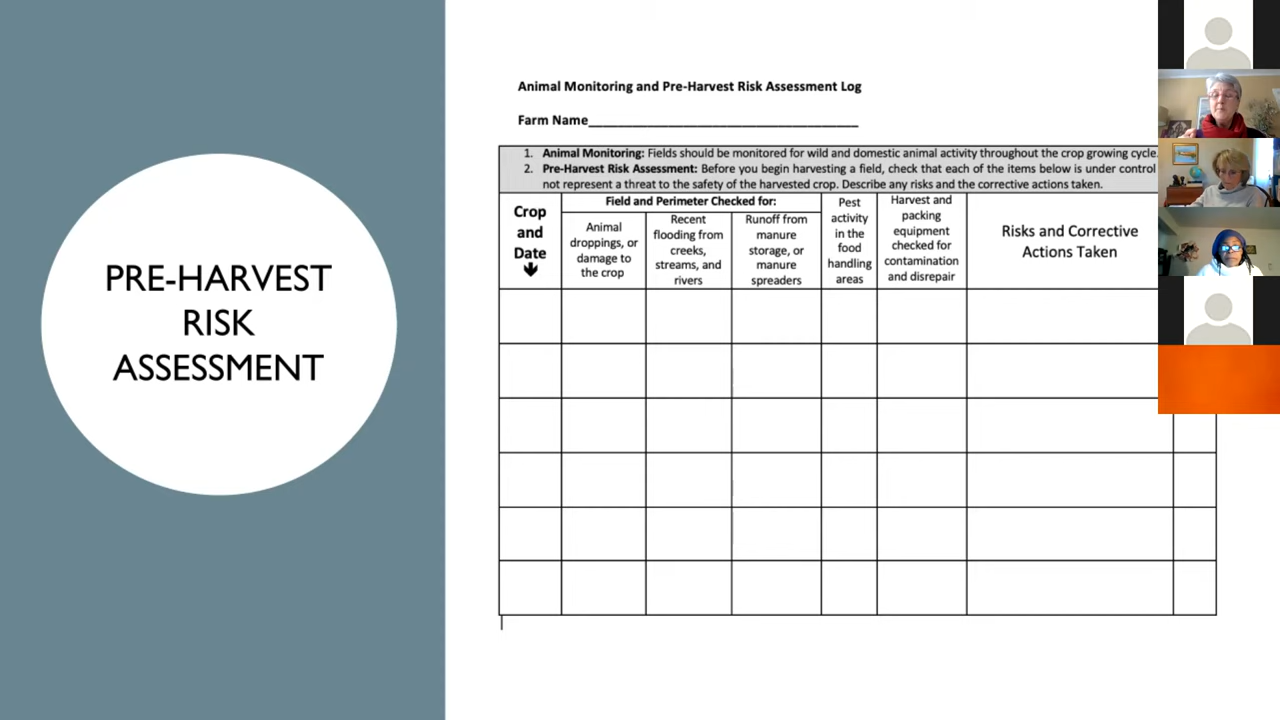 PRE-HARVEST
RISK
ASSESSMENT
Animal Monitoring and Pre-Harvest Risk Assessment Log
Farm Name______________________________________
1. Animal Monitoring: Fields should be monitored for wild and domestic animal activity throughout the crop growing cycle.
2. Pre-Harvest Risk Assessment: Before you begin harvesting a field, check that each of the items below is under control
not represent a threat to the safety of the harvested crop. Describe any risks and the corrective actions taken.
Crop
and
Date
Field and Perimeter Checked for:
Animal
droppings, or
damage to
the crop
Recent
flooding from
creeks,
streams, and
rivers
Runoff from
manure
storage, or
manure
spreaders
Pest
activity
in the
food
handling
areas
Harvest and
packing
equipment
checked for
contamination
and disrepair
Risks and Corrective
Actions Taken